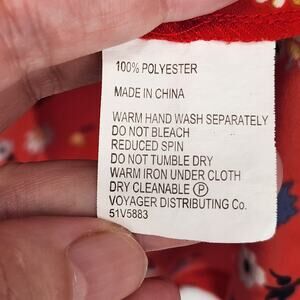 100% POLYESTER
MADE IN CHINA
WARM HAND WASH SEPARATELY
DO NOT BLEACH
REDUCED SPIN
DO NOT TUMBLE DRY
WARM IRON UNDER CLOTH
DRY CLEANABLE Ⓟ
VOYAGER DISTRIBUTING Co.
51V5883